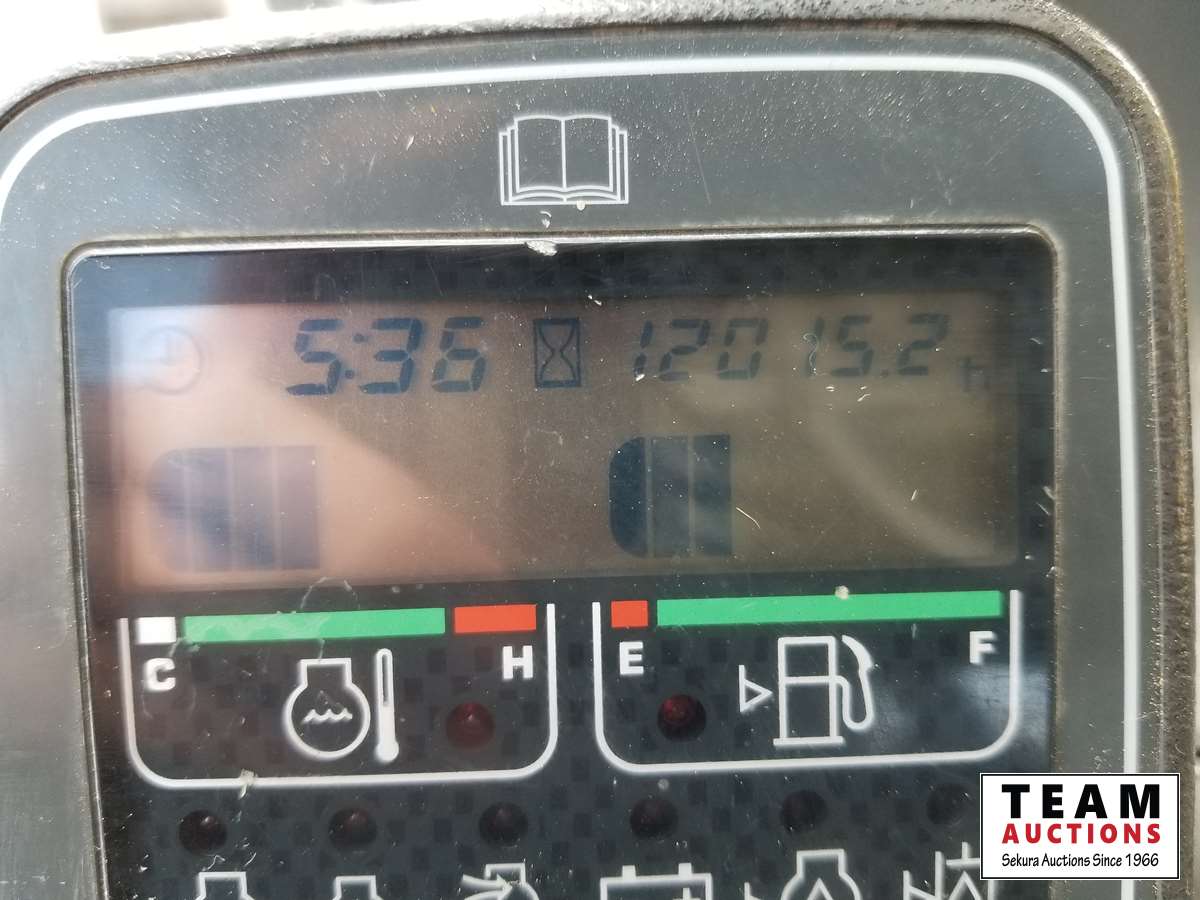 5:36 12015.2 h
C H E F
TEAM
AUCTIONS
Sekura Auctions Since 1966